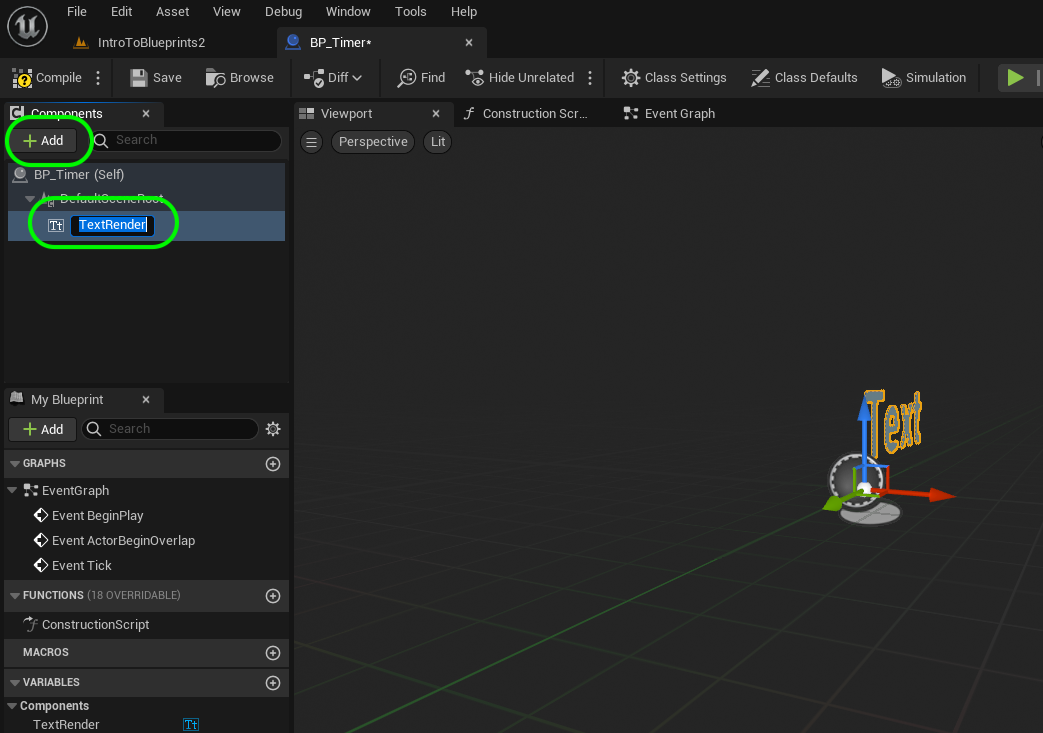 File Edit Asset View Debug Window Tools Help
IntroToBlueprints2 BP_Timer*
Compile Save Browse Diff Find Hide Unrelated Class Settings Class Defaults Simulation
Components Viewport Construction Scr... Event Graph
+ Add Search Perspective Lit
BP_Timer (Self)
DefaultSceneRoot
Tt TextRender
Text
My Blueprint
+ Add Search
GRAPHS
EventGraph
Event BeginPlay
Event ActorBeginOverlap
Event Tick
FUNCTIONS (18 OVERRIDABLE)
ConstructionScript
MACROS
VARIABLES
Components
TextRender Tt